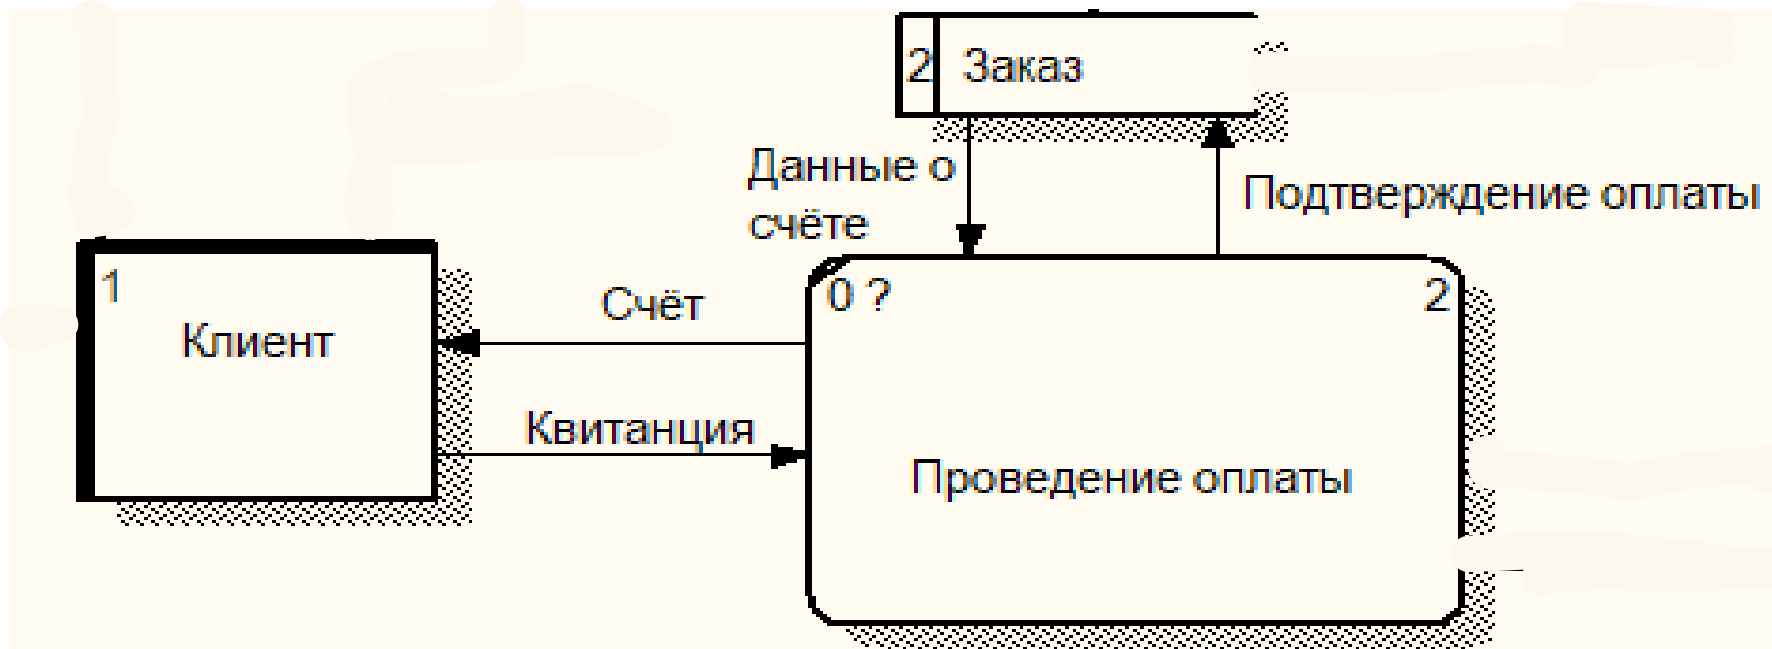 2 Заказ
Данные о
счёте
Подтверждение оплаты
1
Клиент
Счёт
Квитанция
0 ?
2
Проведение оплаты